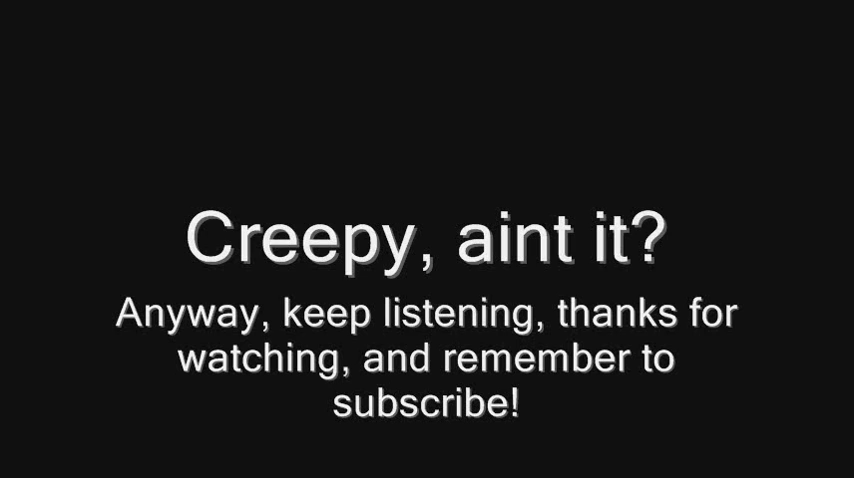 Creepy, aint it?
Anyway, keep listening, thanks for
watching, and remember to
subscribe!